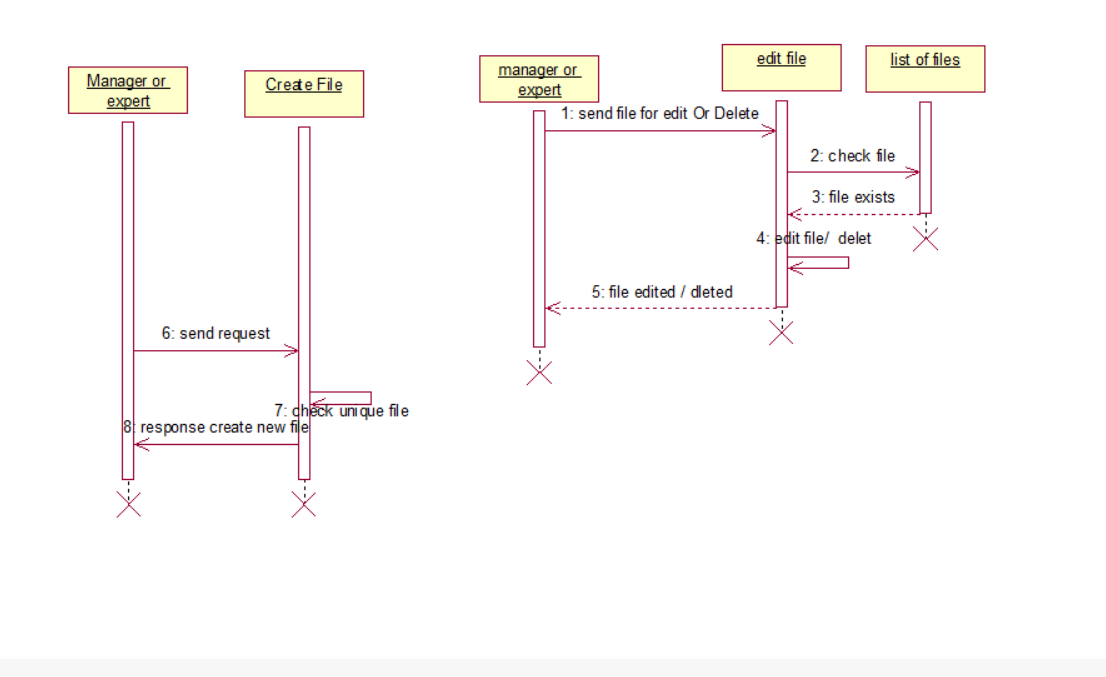 Manager or
expert
Create File
6: send request
7: check unique file
8: response create new file
manager or
expert
edit file
list of files
1: send file for edit Or Delete
2: check file
3: file exists
4: edit file/ delet
5: file edited / dleted